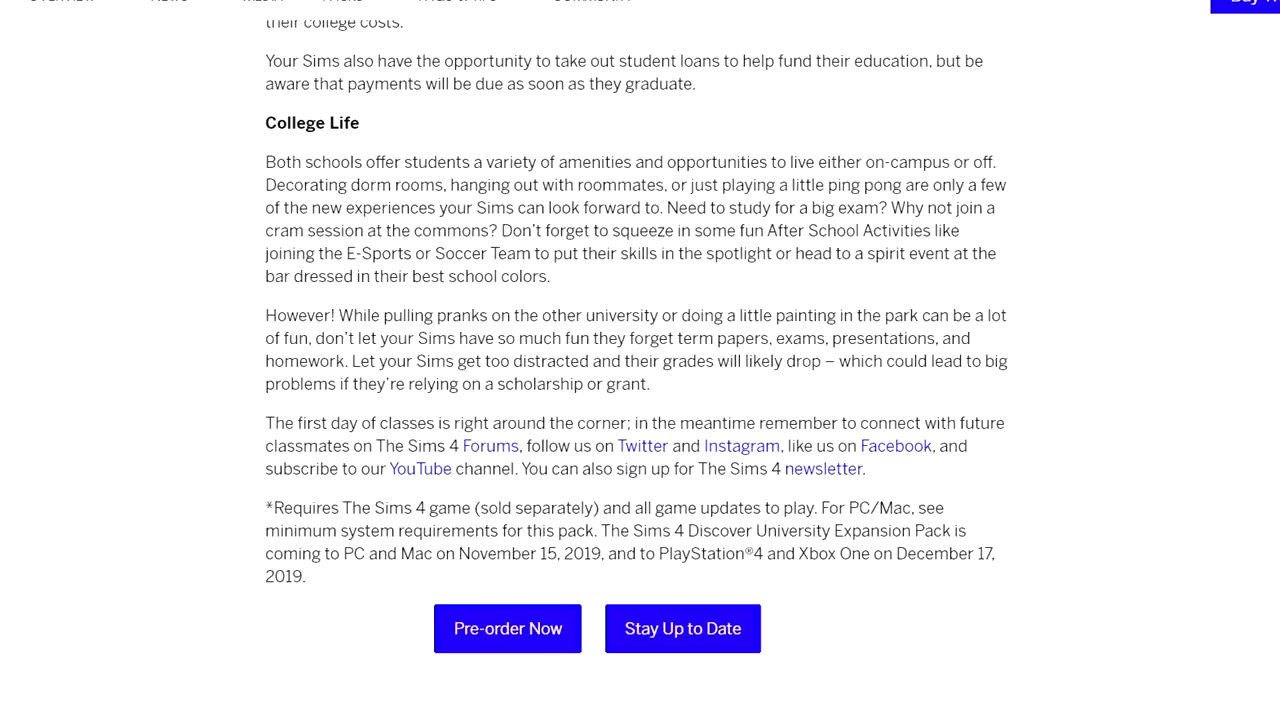 their college costs.
Your Sims also have the opportunity to take out student loans to help fund their education, but be
aware that payments will be due as soon as they graduate.
College Life
Both schools offer students a variety of amenities and opportunities to live either on-campus or off.
Decorating dorm rooms, hanging out with roommates, or just playing a little ping pong are only a few
of the new experiences your Sims can look forward to. Need to study for a big exam? Why not join a
cram session at the commons? Don't forget to squeeze in some fun After School Activities like
joining the E-Sports or Soccer Team to put their skills in the spotlight or head to a spirit event at the
bar dressed in their best school colors.
However! While pulling pranks on the other university or doing a little painting in the park can be a lot
of fun, don't let your Sims have so much fun they forget term papers, exams, presentations, and
homework. Let your Sims get too distracted and their grades will likely drop – which could lead to big
problems if they're relying on a scholarship or grant.
The first day of classes is right around the corner; in the meantime remember to connect with future
classmates on The Sims 4 Forums, follow us on Twitter and Instagram, like us on Facebook, and
subscribe to our YouTube channel. You can also sign up for The Sims 4 newsletter.
*Requires The Sims 4 game (sold separately) and all game updates to play. For PC/Mac, see
minimum system requirements for this pack. The Sims 4 Discover University Expansion Pack is
coming to PC and Mac on November 15, 2019, and to PlayStation®4 and Xbox One on December 17,
2019.
Pre-order Now Stay Up to Date